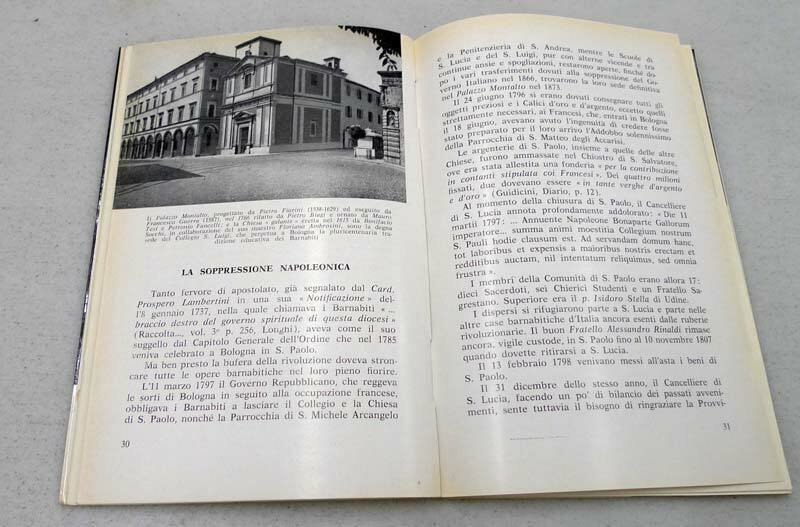 Il Palazzo Montalto, progettato da Pietro Fiorini (1539-1629) ed eseguito da
Francesco Guerra (1587), nel 1766 rifatto da Pietro Biagi e ornato da Mauro
Tesi e Petronio Fancelli; e la Chiesa « galante » eretta nel 1615 da Bonifacio
Socchi, in collaborazione del suo maestro Floriano Ambrosini, sono la degna
sede del Collegio S. Luigi, che perpetua a Bologna la pluricentenaria tra-
dizione educativa dei Barnabiti
LA SOPPRESSIONE NAPOLEONICA
Tanto fervore di apostolato, già segnalato dal Card.
Prospero Lambertini in una sua « Notificazione » del-
l'8 gennaio 1737, nella quale chiamava i Barnabiti « ...
braccio destro del governo spirituale di questa diocesi »
(Raccolta..., vol. 3° p. 256, Longhi), aveva come il suo
suggello dal Capitolo Generale dell'Ordine che nel 1785
veniva celebrato a Bologna in S. Paolo.
Ma ben presto la bufera della rivoluzione doveva stron-
care tutte le opere barnabitiche nel loro pieno fiorire.
L'11 marzo 1797 il Governo Repubblicano, che reggeva
le sorti di Bologna in seguito alla occupazione francese,
obbligava i Barnabiti a lasciare il Collegio e la Chiesa
di S. Paolo, nonché la Parrocchia di S. Michele Arcangelo
30
e la Penitenzieria di S. Andrea, mentre le Scuole di
S. Lucia e del S. Luigi, pur con alterne vicende e tra
continue ansie e spogliazioni, restarono aperte, finché do-
po i vari trasferimenti dovuti alla soppressione del Go-
verno Italiano nel 1866, trovarono la loro sede definitiva
nel Palazzo Montalto nel 1873.
Il 24 giugno 1796 si erano dovuti consegnare tutti gli
oggetti preziosi e i Calici d'oro e d'argento, eccetto quelli
strettamente necessari, ai Francesi, che, entrati in Bologna
il 18 giugno, avevano avuto l'ingenuità di credere fosse
stato preparato per il loro arrivo l'Addobbo solennissimo
della Parrocchia di S. Matteo degli Accarisi.
Le argenterie di S. Paolo, insieme a quelle delle altre
Chiese, furono ammassate nel Chiostro di S. Salvatore,
ove era stata allestita una fonderia « per la contribuzione
in contanti stipulata coi Francesi ». Dei quattro milioni
fissati, due dovevano essere « in tante verghe d'argento
e d'oro » (Guidicini, Diario, p. 12).
Al momento della chiusura di S. Paolo, il Cancelliere
di S. Lucia annota profondamente addolorato: « Die 11
martii 1797: ... Annuente Napoleone Bonaparte Gallorum
imperatore... summa animi moestitia Collegium nostrum
S. Pauli hodie clausum est. Ad servandam domum hanc,
tot laboribus et expensis a maioribus nostris erectam et
redditibus auctam, nil intentatum reliquimus, sed omnia
frustra ».
I membri della Comunità di S. Paolo erano allora 17:
dieci Sacerdoti, sei Chierici Studenti e un Fratello Sa-
grestano. Superiore era il p. Isidoro Stella di Udine.
I dispersi si rifugiarono parte a S. Lucia e parte nelle
altre case barnabitiche d'Italia ancora esenti dalle ruberie
rivoluzionarie. Il buon Fratello Alessandro Rinaldi rimase
ancora, vigile custode, in S. Paolo fino al 10 novembre 1807
quando dovette ritirarsi a S. Lucia.
Il 13 febbraio 1798 venivano messi all'asta i beni di
S. Paolo.
Il 31 dicembre dello stesso anno, il Cancelliere di
S. Lucia, facendo un po' di bilancio dei passati avveni-
menti, sente tuttavia il bisogno di ringraziare la Provvi-
31